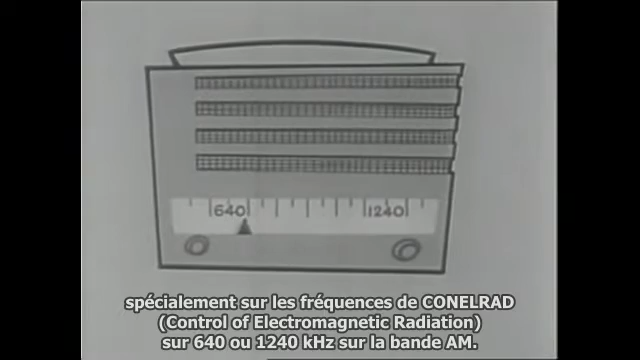 640 1240
spécialement sur les fréquences de CONELRAD
(Control of Electromagnetic Radiation)
sur 640 ou 1240 kHz sur la bande AM.